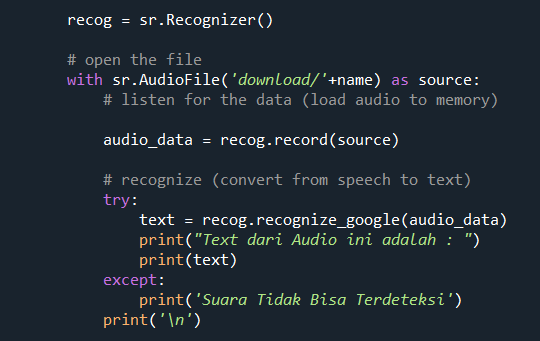 recog = sr.Recognizer()
# open the file
with sr.AudioFile('download/'+name) as source:
# listen for the data (load audio to memory)
audio_data = recog.record(source)
# recognize (convert from speech to text)
try:
text = recog.recognize_google(audio_data)
print("Text dari Audio ini adalah : ")
print(text)
except:
print('Suara Tidak Bisa Terdeteksi')
print('\n')